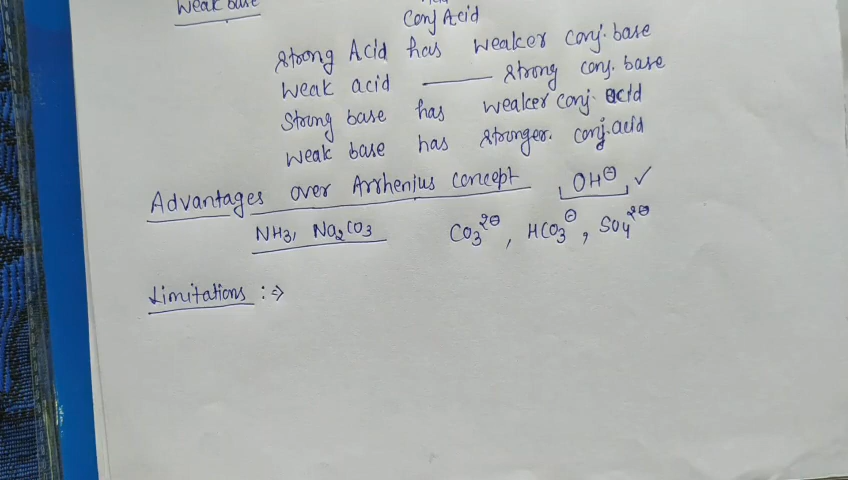 Weak base
Conj Acid
Strong Acid has weaker conj. base
Weak acid —— strong conj. base
Strong base has weaker conj. acid
Weak base has stronger. conj. acid
Advantages over Arrhenius concept OH⊖ ✓
NH3, Na2CO3 CO3 2⊖, HCO3⊖, SO4 2⊖
Limitations :⇒